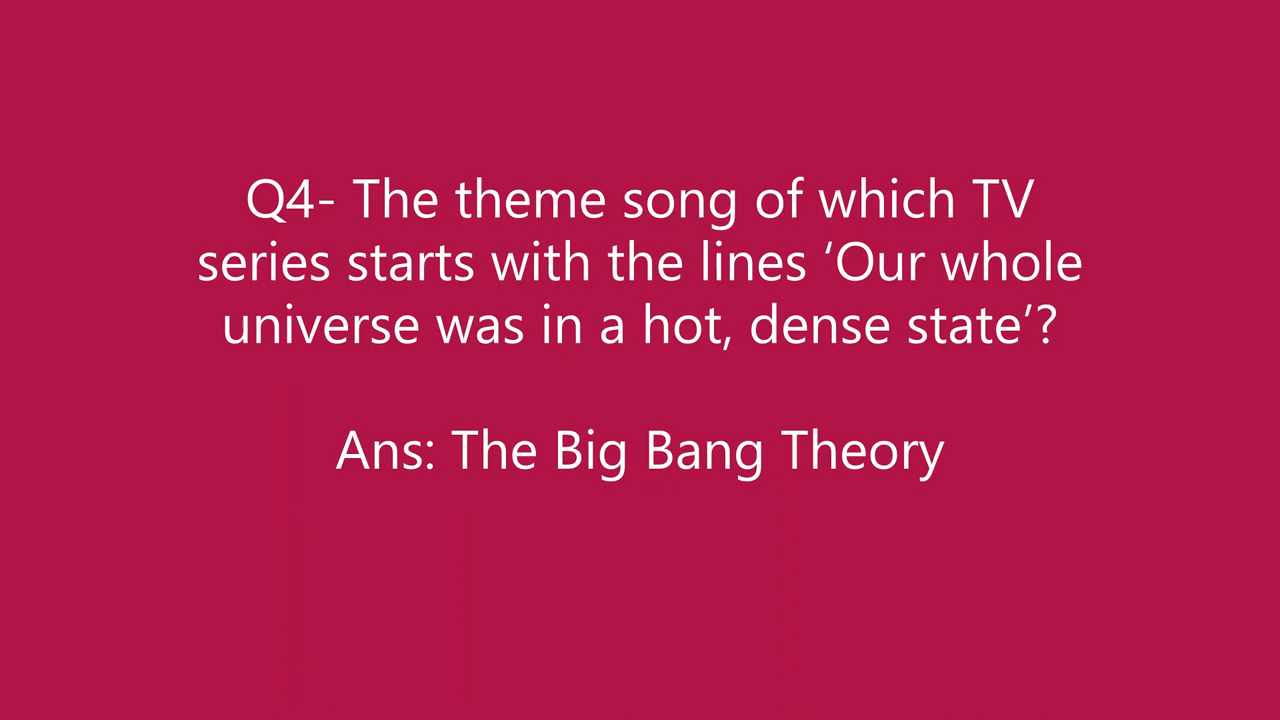 Q4- The theme song of which TV
series starts with the lines ‘Our whole
universe was in a hot, dense state’?
Ans: The Big Bang Theory